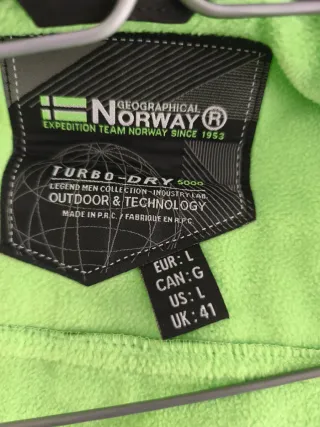 GEOGRAPHICAL
NORWAY®
EXPEDITION TEAM NORWAY SINCE 1953
TURBO-DRY 5000
LEGEND MEN COLLECTION - INDUSTRY LAB.
OUTDOOR & TECHNOLOGY
MADE IN P.R.C. / FABRIQUÉ EN R.P.C
EUR: L
CAN: G
US: L
UK: 41